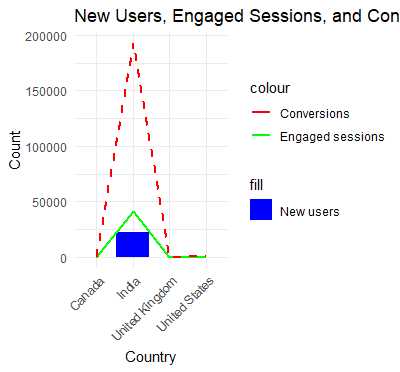 New Users, Engaged Sessions, and Con
200000
150000
100000
50000
0
Count
Canada
India
United Kingdom
United States
Country
colour
Conversions
Engaged sessions
fill
New users